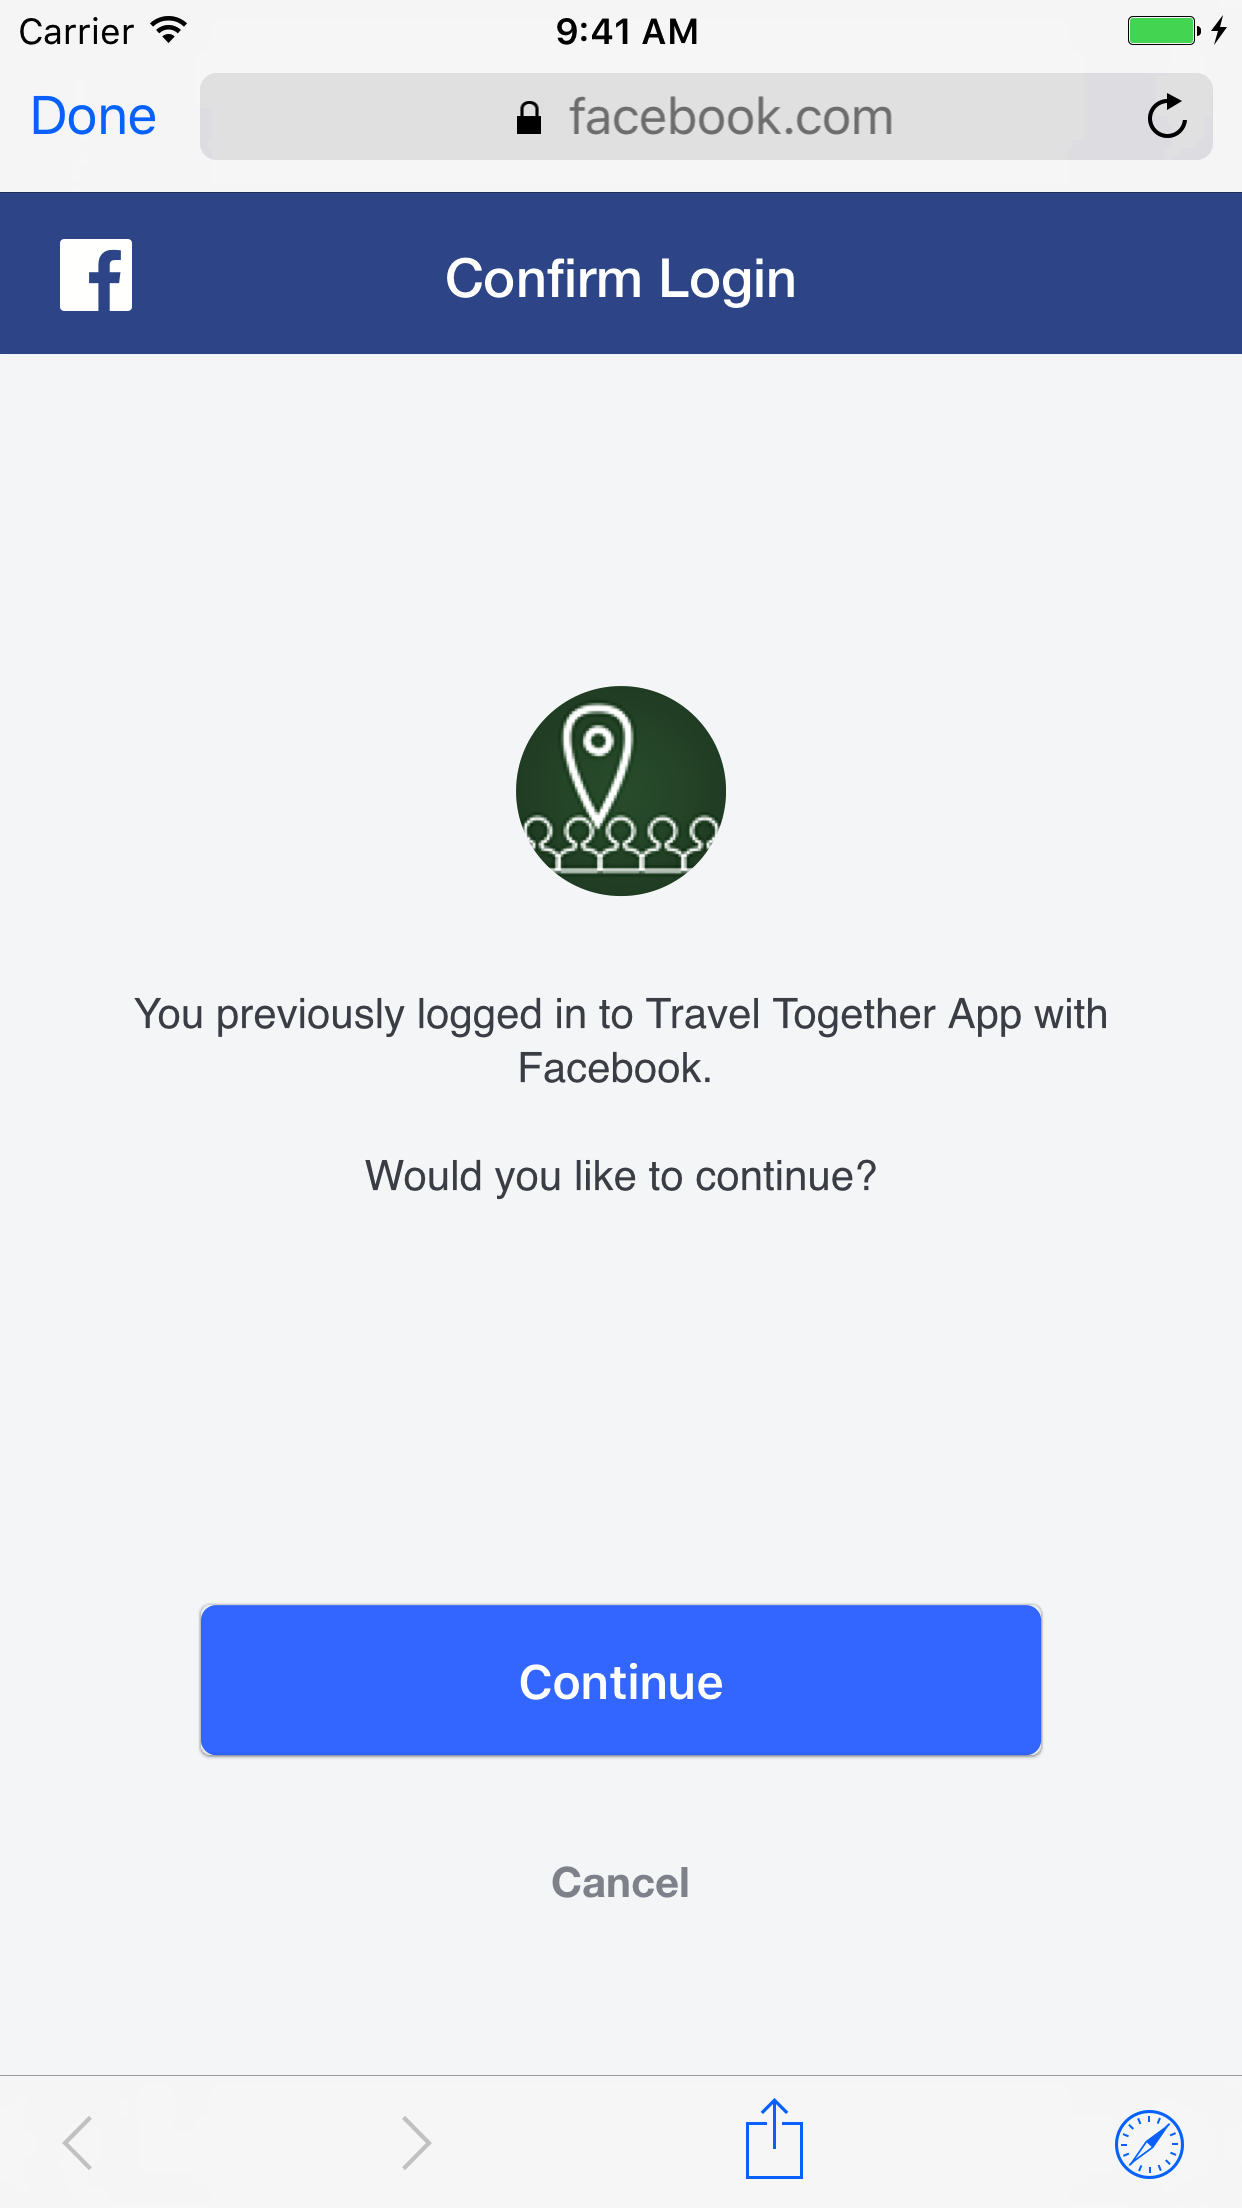 Carrier 9:41 AM
Done facebook.com
Confirm Login
You previously logged in to Travel Together App with
Facebook.
Would you like to continue?
Continue
Cancel